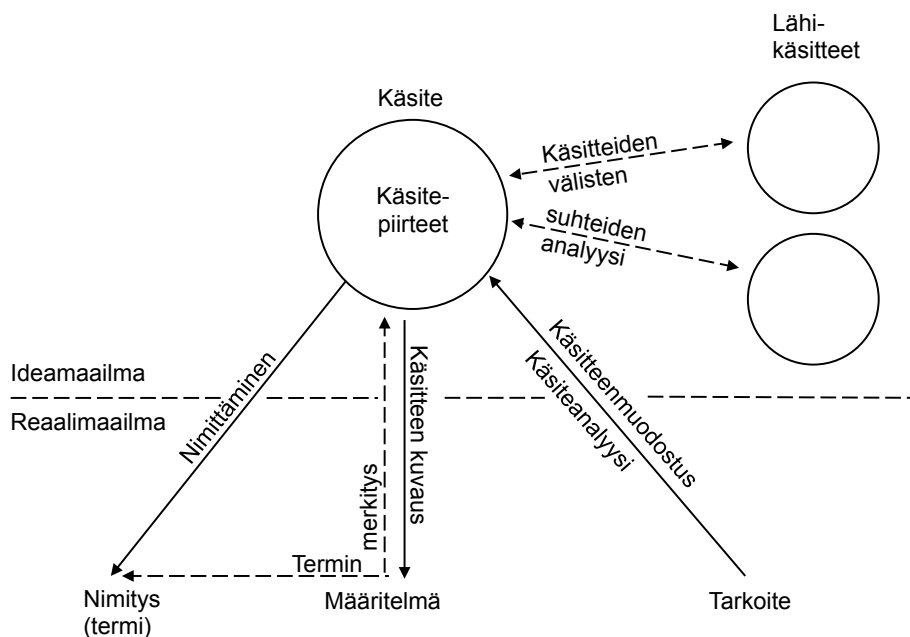 Lähi-
käsitteet
Käsite
Käsite-
piirteet
Käsitteiden
välisten
suhteiden
analyysi
Ideamaailma
Reaalimaailma
Nimittäminen
merkitys
Käsitteen kuvaus
Käsitteenmuodostus
Käsiteanalyysi
Termin
Nimitys
(termi)
Määritelmä
Tarkoite